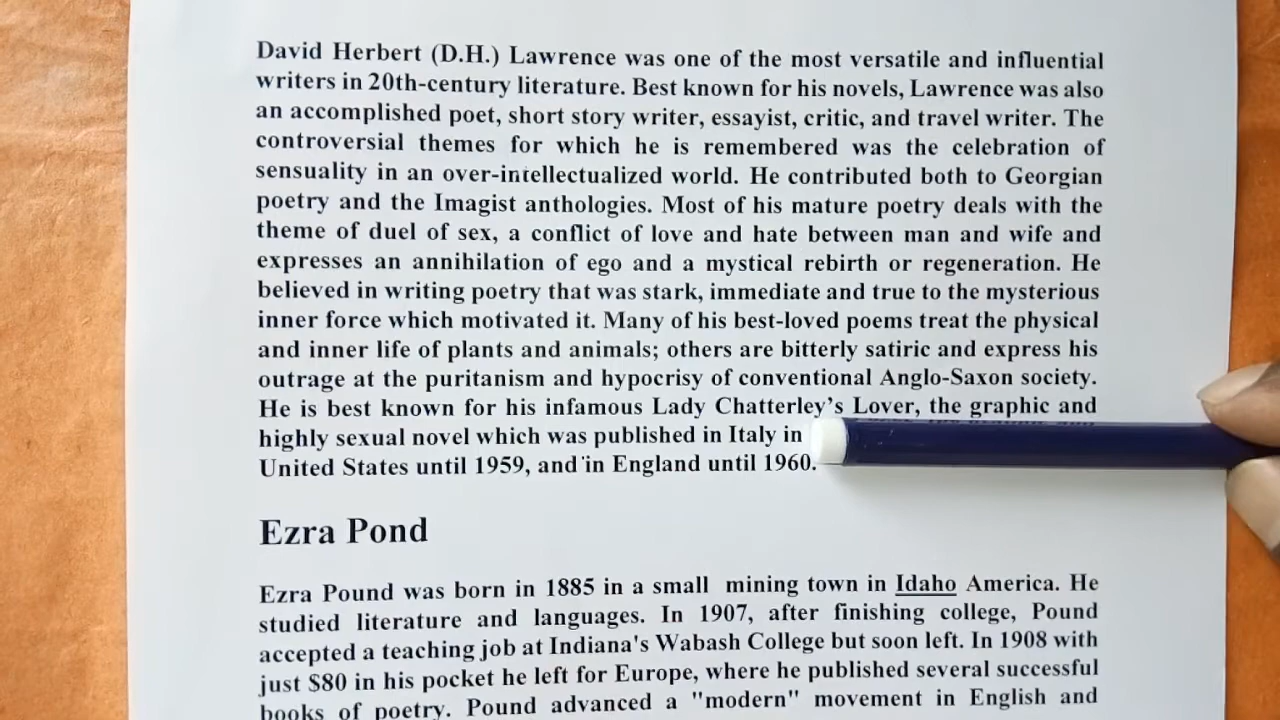 David Herbert (D.H.) Lawrence was one of the most versatile and influential
writers in 20th-century literature. Best known for his novels, Lawrence was also
an accomplished poet, short story writer, essayist, critic, and travel writer. The
controversial themes for which he is remembered was the celebration of
sensuality in an over-intellectualized world. He contributed both to Georgian
poetry and the Imagist anthologies. Most of his mature poetry deals with the
theme of duel of sex, a conflict of love and hate between man and wife and
expresses an annihilation of ego and a mystical rebirth or regeneration. He
believed in writing poetry that was stark, immediate and true to the mysterious
inner force which motivated it. Many of his best-loved poems treat the physical
and inner life of plants and animals; others are bitterly satiric and express his
outrage at the puritanism and hypocrisy of conventional Anglo-Saxon society.
He is best known for his infamous Lady Chatterley's Lover, the graphic and
highly sexual novel which was published in Italy in
United States until 1959, and in England until 1960.
Ezra Pond
Ezra Pound was born in 1885 in a small mining town in Idaho America. He
studied literature and languages. In 1907, after finishing college, Pound
accepted a teaching job at Indiana's Wabash College but soon left. In 1908 with
just $80 in his pocket he left for Europe, where he published several successful
books of poetry. Pound advanced a "modern" movement in English and